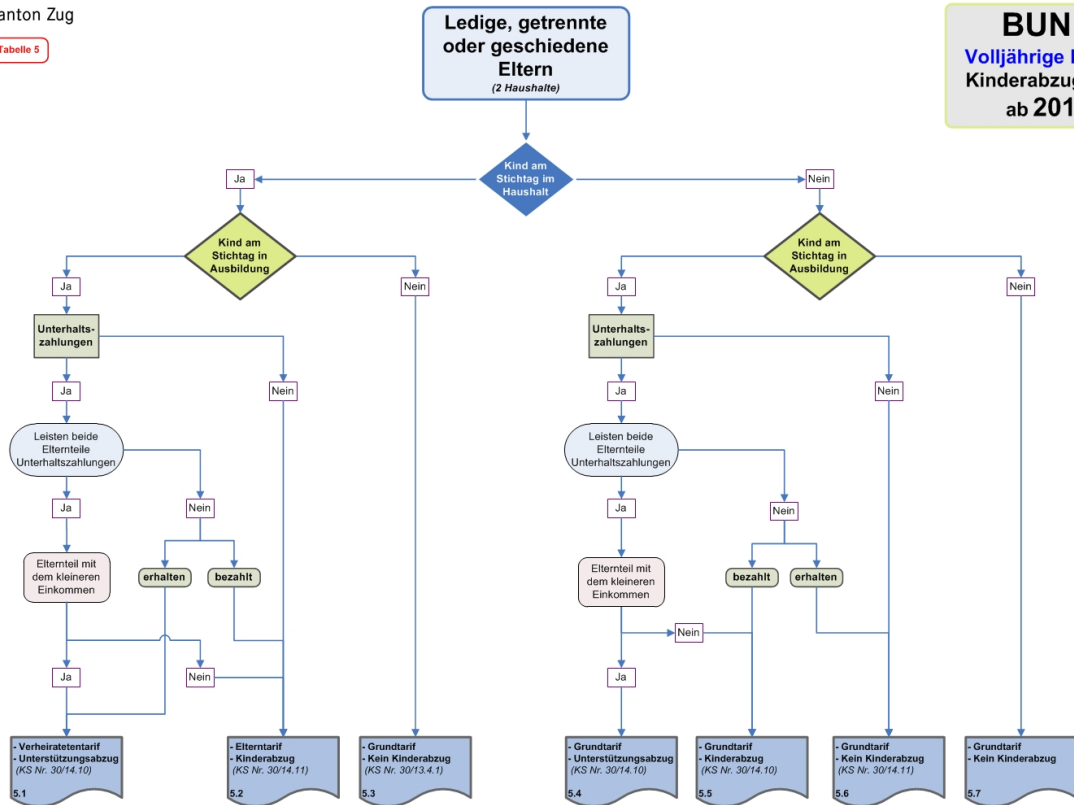 anton Zug
Tabelle 5
Ledige, getrennte
oder geschiedene
Eltern
(2 Haushalte)
BUN
Volljährige
Kinderabzug
ab 201
Kind am
Stichtag im
Haushalt
Ja
Nein
Kind am
Stichtag in
Ausbildung
Kind am
Stichtag in
Ausbildung
Ja
Nein
Ja
Nein
Unterhalts-
zahlungen
Unterhalts-
zahlungen
Ja
Nein
Ja
Nein
Leisten beide
Elternteile
Unterhaltszahlungen
Leisten beide
Elternteile
Unterhaltszahlungen
Ja
Nein
Ja
Nein
Elternteil mit
dem kleineren
Einkommen
erhalten
bezahlt
Elternteil mit
dem kleineren
Einkommen
bezahlt
erhalten
Nein
Ja
Nein
Ja
- Verheiratetentarif
- Unterstützungsabzug
(KS Nr. 30/14.10)
5.1
- Elterntarif
- Kinderabzug
(KS Nr. 30/14.11)
5.2
- Grundtarif
- Kein Kinderabzug
(KS Nr. 30/13.4.1)
5.3
- Grundtarif
- Unterstützungsabzug
(KS Nr. 30/14.10)
5.4
- Grundtarif
- Kinderabzug
(KS Nr. 30/14.10)
5.5
- Grundtarif
- Kein Kinderabzug
(KS Nr. 30/14.11)
5.6
- Grundtarif
- Kein Kinderabzug
5.7